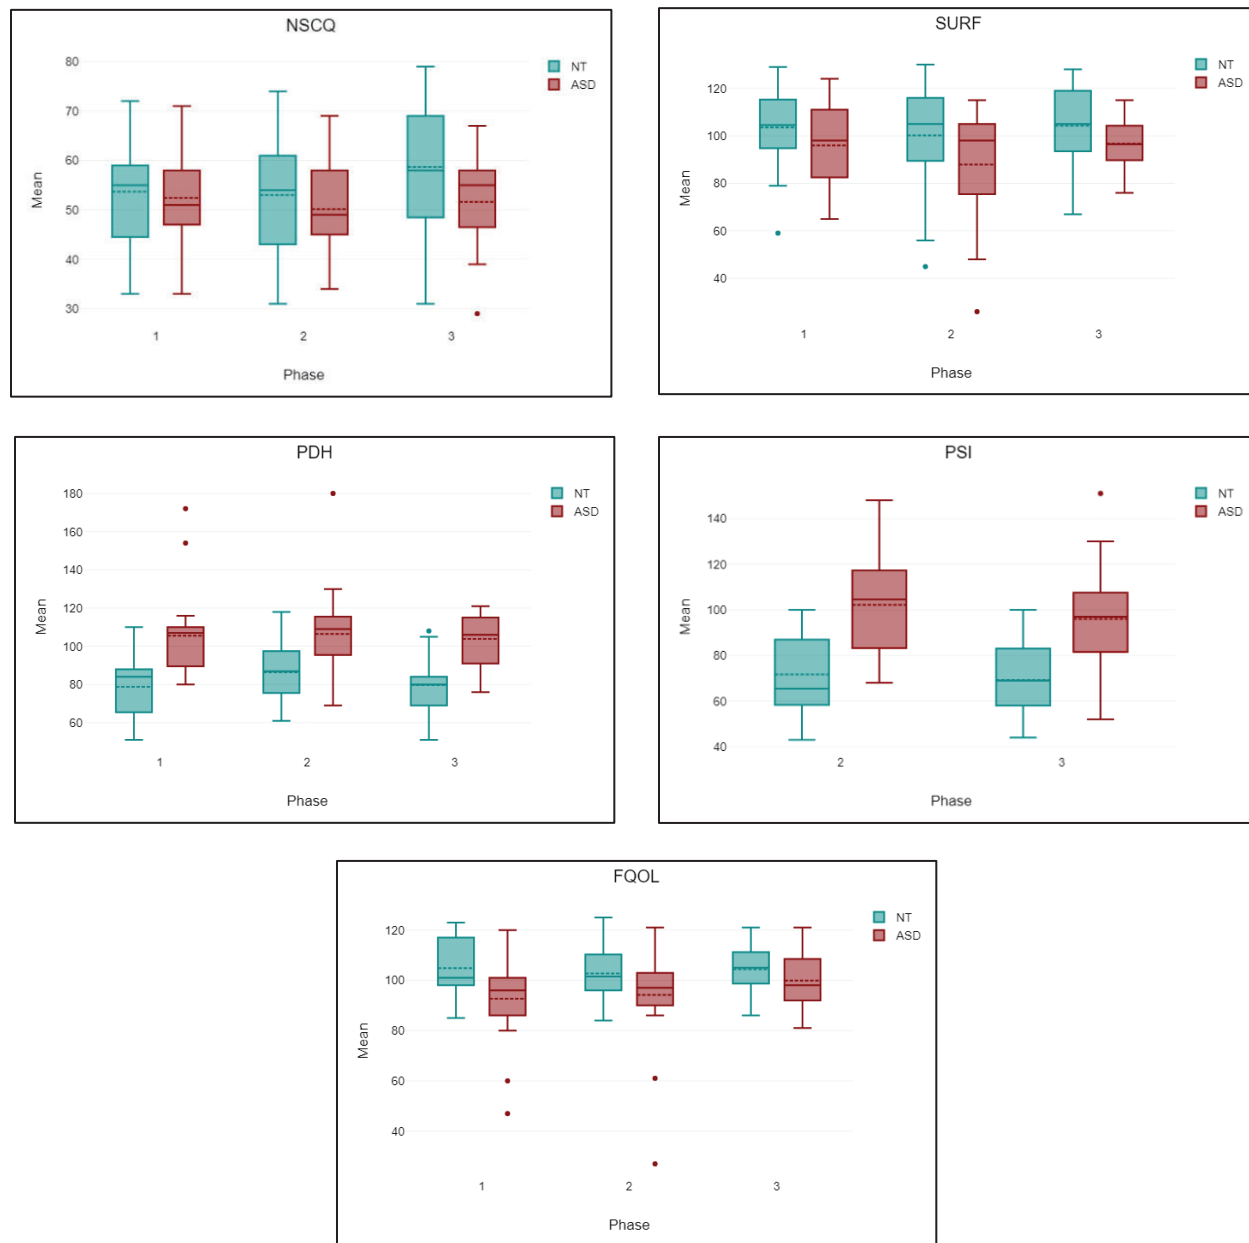 NSCQ
NT
ASD
80
70
60
50
40
30
Mean
1 2 3
Phase
SURF
NT
ASD
120
100
80
60
40
Mean
1 2 3
Phase
PDH
NT
ASD
180
160
140
120
100
80
60
Mean
1 2 3
Phase
PSI
NT
ASD
140
120
100
80
60
40
Mean
2 3
Phase
FQOL
NT
ASD
120
100
80
60
40
Mean
1 2 3
Phase